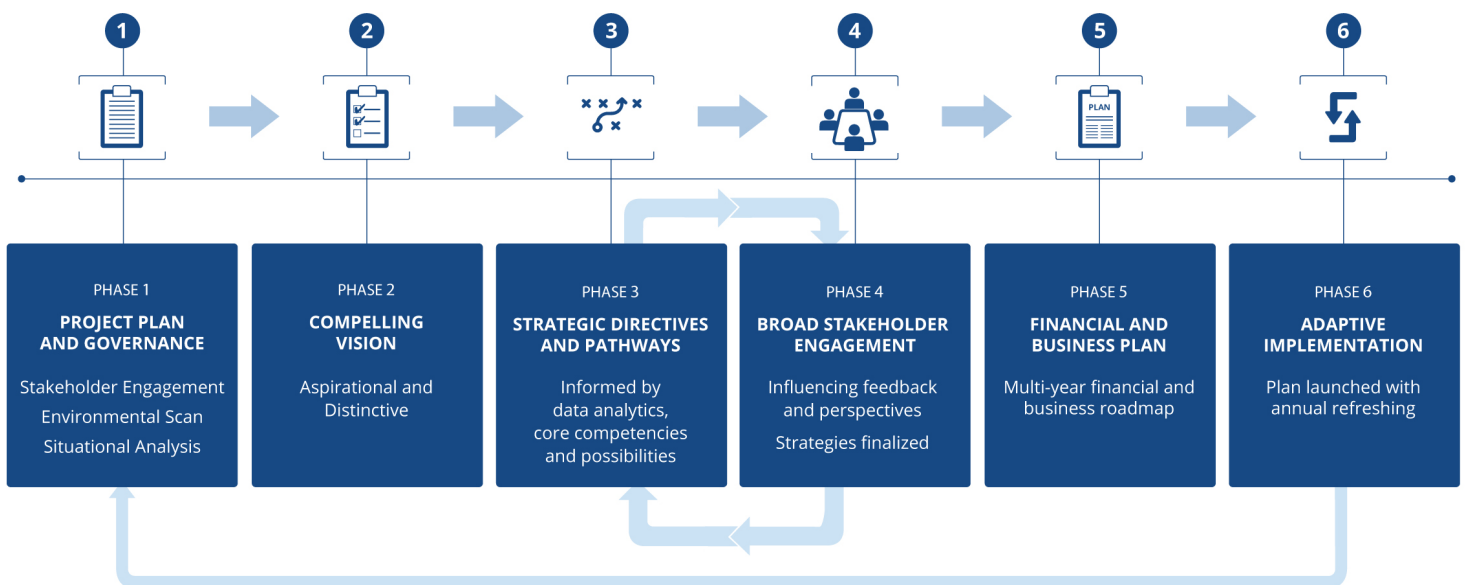 1
2
3
4
5
6
PLAN
PHASE 1
PROJECT PLAN
AND GOVERNANCE
Stakeholder Engagement
Environmental Scan
Situational Analysis
PHASE 2
COMPELLING
VISION
Aspirational and
Distinctive
PHASE 3
STRATEGIC DIRECTIVES
AND PATHWAYS
Informed by
data analytics,
core competencies
and possibilities
PHASE 4
BROAD STAKEHOLDER
ENGAGEMENT
Influencing feedback
and perspectives
Strategies finalized
PHASE 5
FINANCIAL AND
BUSINESS PLAN
Multi-year financial and
business roadmap
PHASE 6
ADAPTIVE
IMPLEMENTATION
Plan launched with
annual refreshing